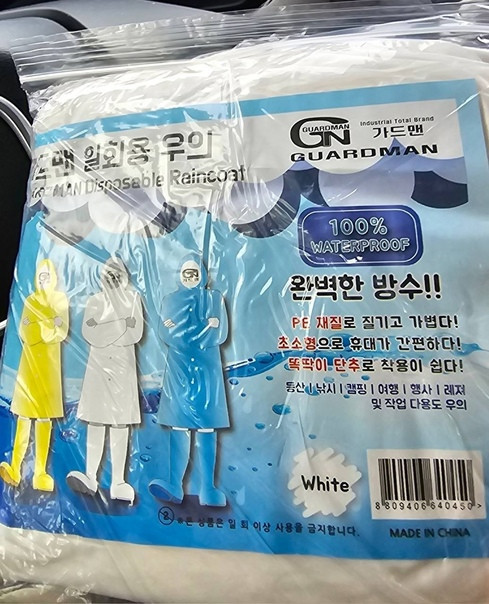 GUARDMAN
GN
Industrial Total Brand
가드맨
GUARDMAN
맨 일회용 우의
MAN Disposable Raincoat
100%
WATERPROOF
완벽한 방수!!
PE 재질로 질기고 가볍다!
초소형으로 휴대가 간편하다!
똑딱이 단추로 착용이 쉽다!
등산 | 낚시 | 캠핑 | 여행 | 행사 | 레져
및 작업 다용도 우의
White
8 809406 640450 >
본 상품은 일 회 이상 사용을 금지합니다.
MADE IN CHINA